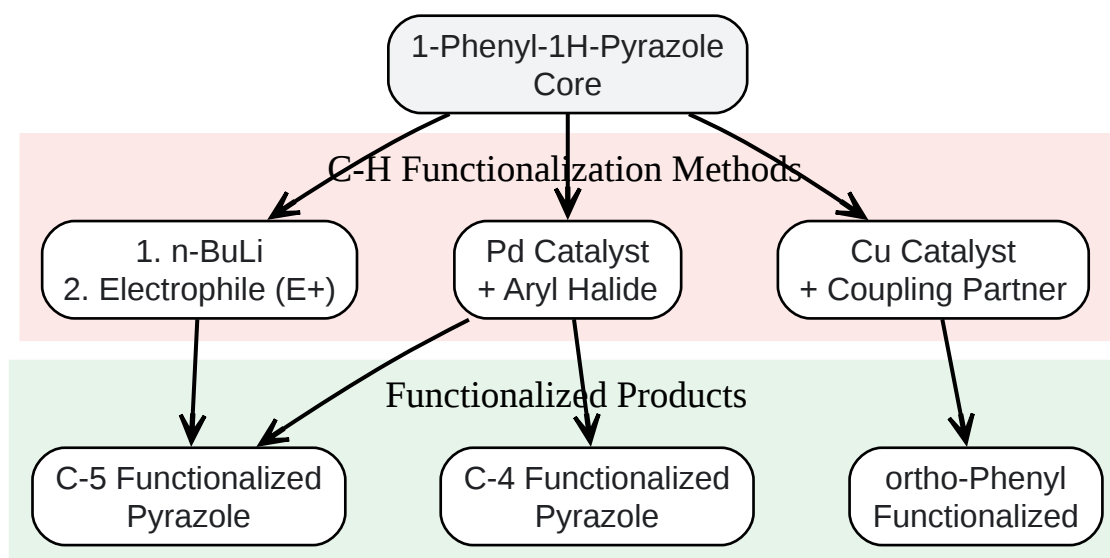 1-Phenyl-1H-Pyrazole
Core
C-H Functionalization Methods
1. n-BuLi
2. Electrophile (E+)
Pd Catalyst
+ Aryl Halide
Cu Catalyst
+ Coupling Partner
Functionalized Products
C-5 Functionalized
Pyrazole
C-4 Functionalized
Pyrazole
ortho-Phenyl
Functionalized